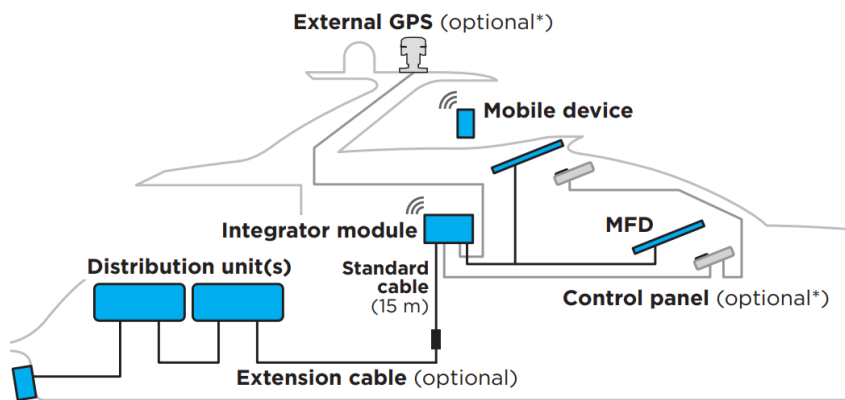 External GPS (optional*)
Mobile device
Integrator module
MFD
Distribution unit(s)
Standard
cable
(15 m)
Control panel (optional*)
Extension cable (optional)